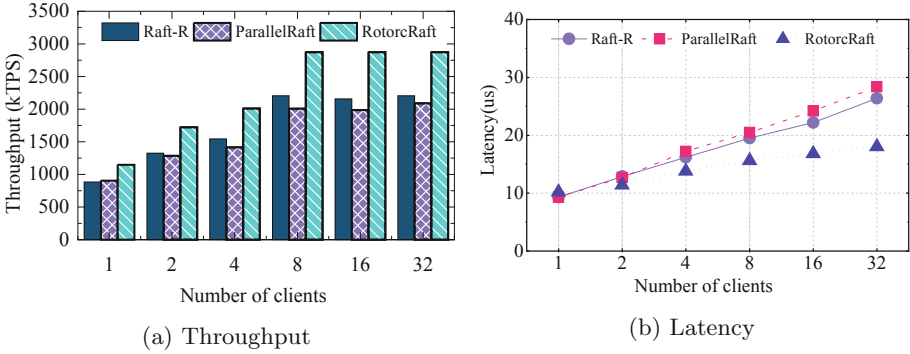 Throughput (kTPS)
3500
3000
2500
2000
1500
1000
500
0
Raft-R ParallelRaft RotorcRaft
1 2 4 8 16 32
Number of clients
(a) Throughput
Latency(us)
40
30
20
10
0
Raft-R ParallelRaft RotorcRaft
1 2 4 8 16 32
Number of clients
(b) Latency